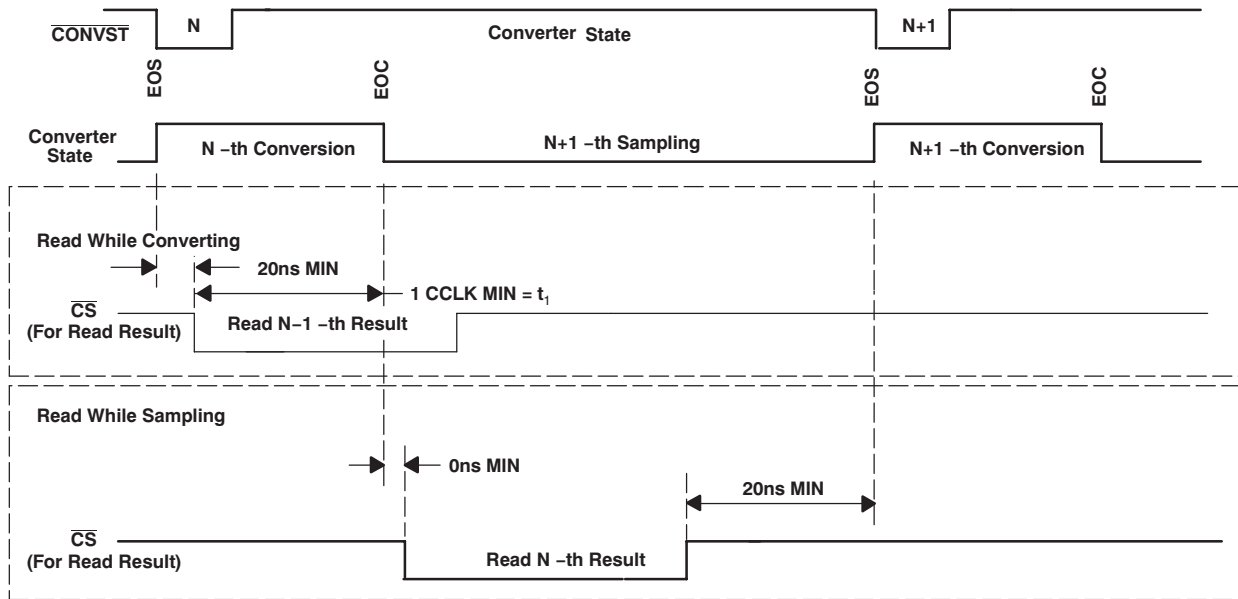 CONVST
N
Converter State
N+1
EOS
EOC
EOS
EOC
Converter
State
N −th Conversion
N+1 −th Sampling
N+1 −th Conversion
Read While Converting
20ns MIN
1 CCLK MIN = t1
CS
(For Read Result)
Read N−1 −th Result
Read While Sampling
0ns MIN
20ns MIN
CS
(For Read Result)
Read N −th Result